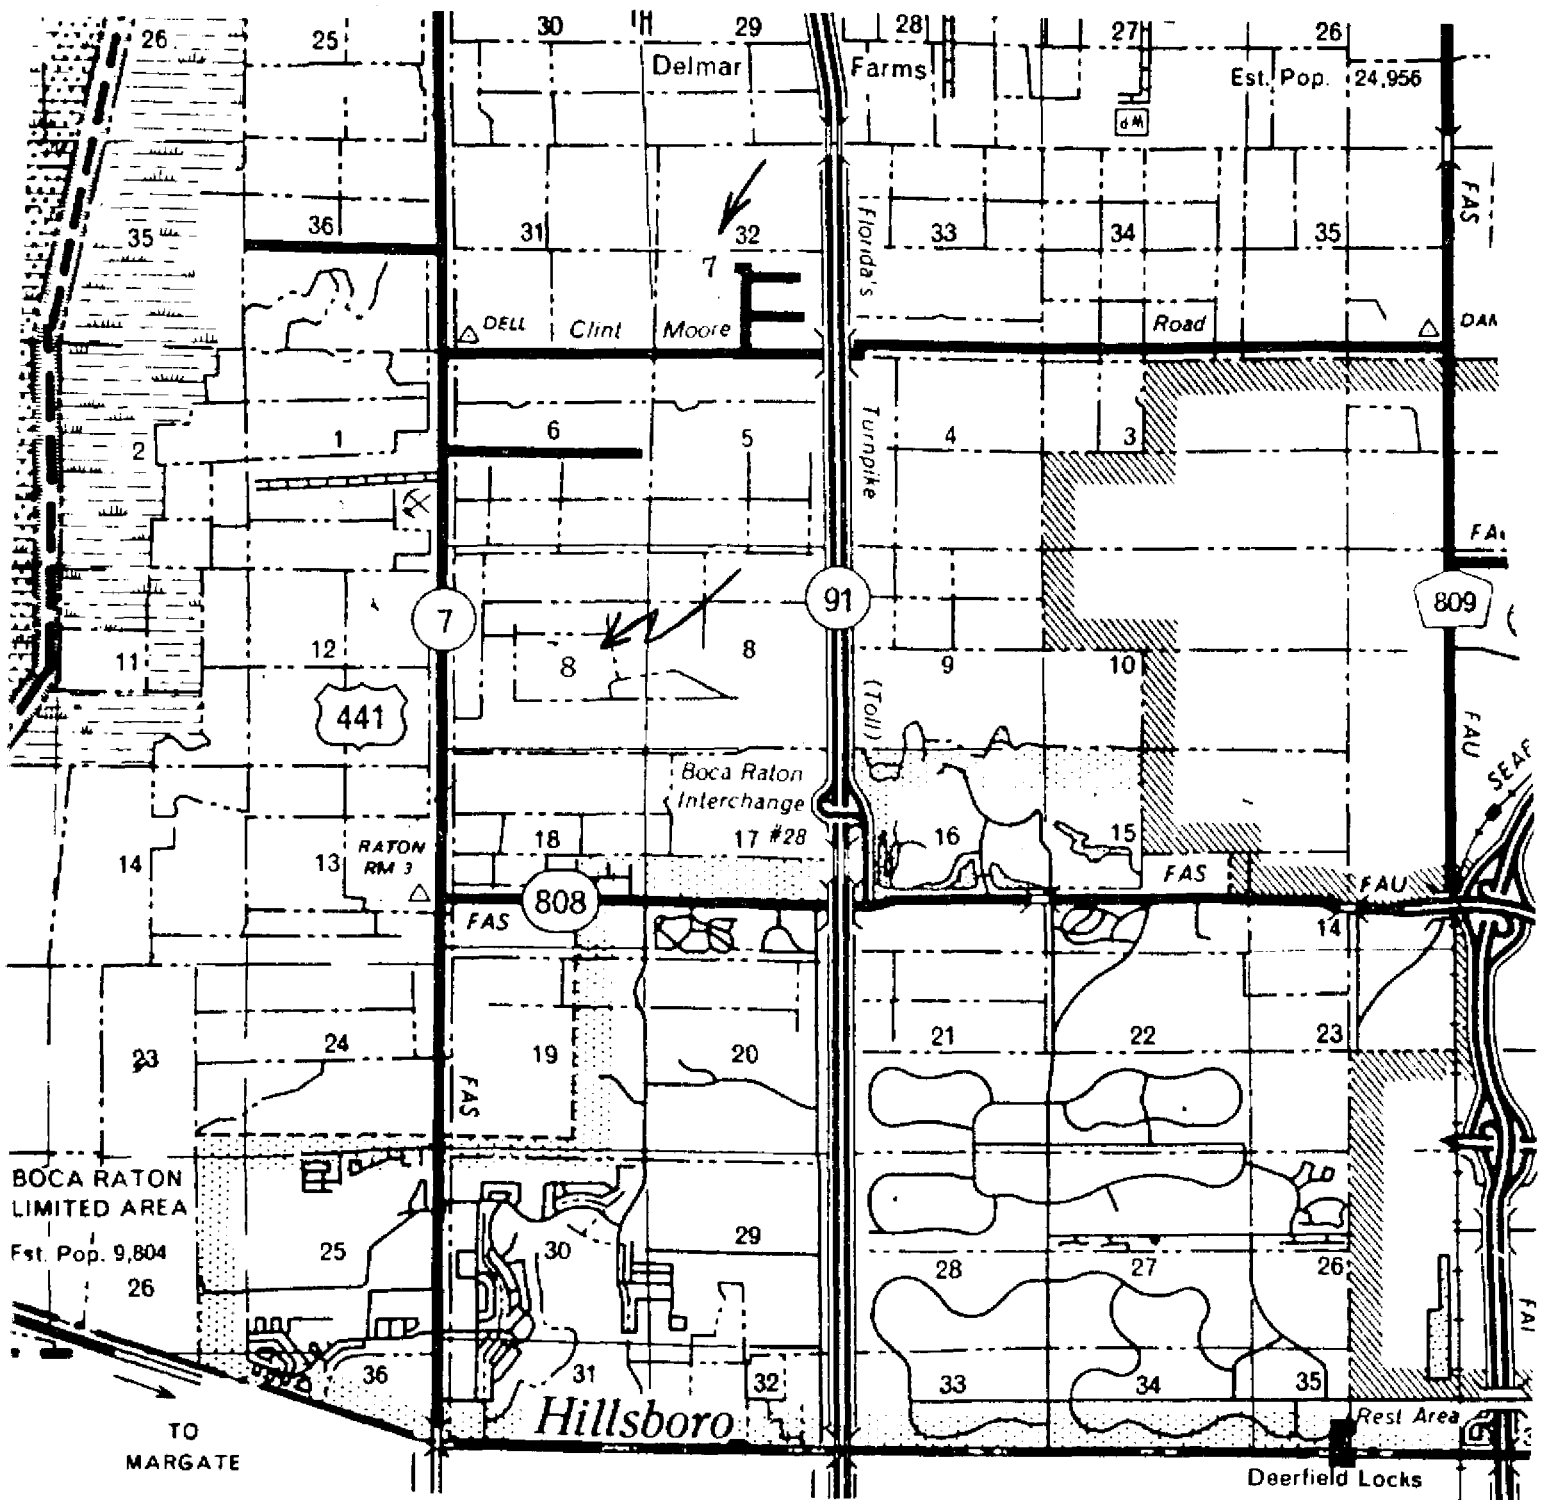 26 25 30 29 28 27 26
Delmar Farms
Est. Pop. 24,956
WP
FAS
35 36 31 32 33 34 35
Florida's
7
DELL Clint Moore Road
Turnpike
2 1 6 5 4 3
7 91 809
11 12 8 8 9 10
441
(Toll)
FAU
Boca Raton
Interchange
#28
14 13 18 17 16 15
RATON
RM 3
808
FAS FAS FAU
14
23 24 19 20 21 22 23
FAS
BOCA RATON
LIMITED AREA
Est. Pop. 9,804
26 25 30 29 28 27 26
36 31 32 33 34 35
Hillsboro
Rest Area
TO
MARGATE
Deerfield Locks